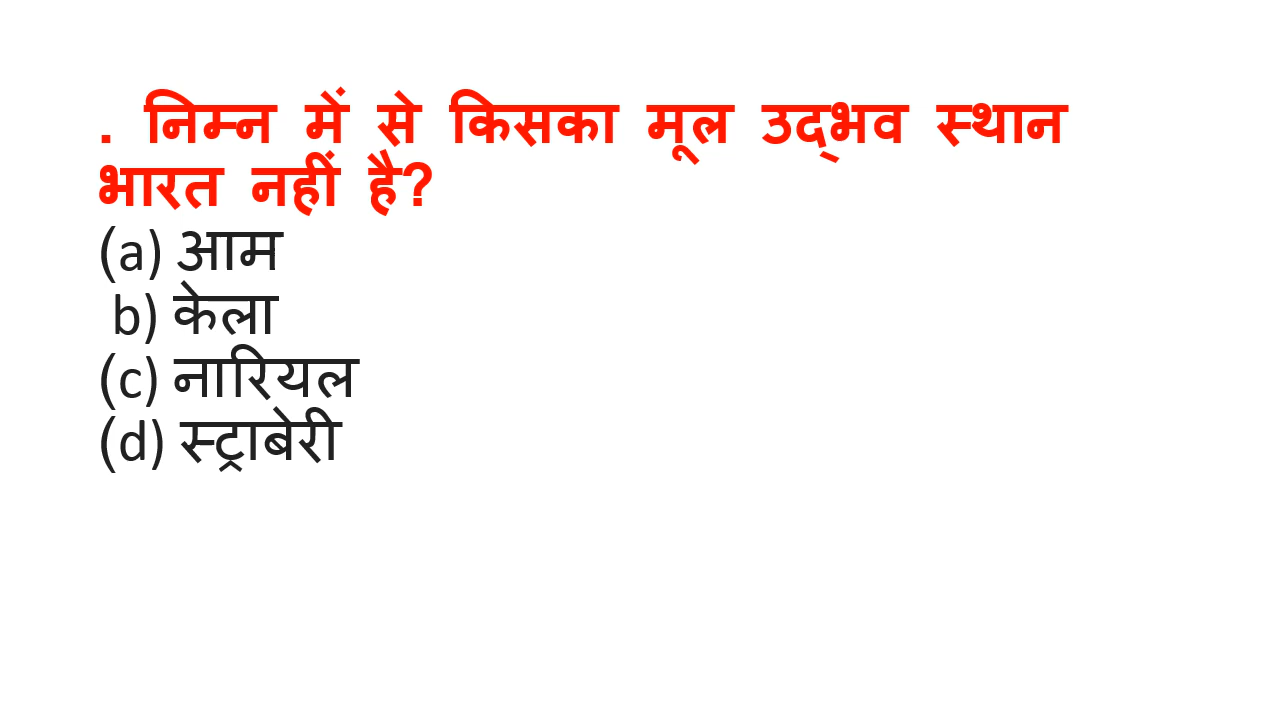 . निम्न में से किसका मूल उद्भव स्थान
भारत नहीं है?
(a) आम
b) केला
(c) नारियल
(d) स्ट्राबेरी